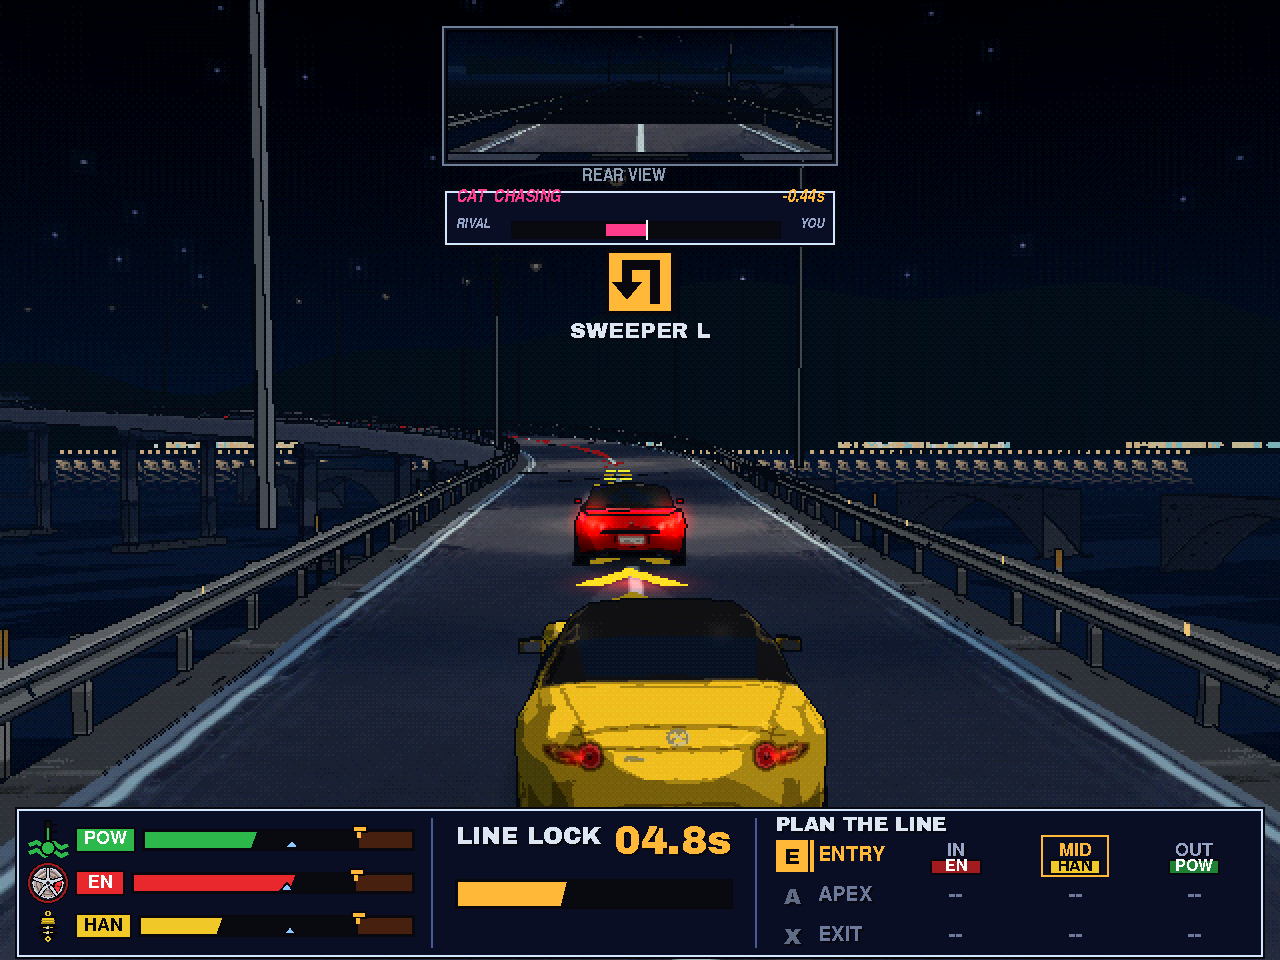 REAR VIEW
CAT CHASING -0.44s
RIVAL YOU
SWEEPER L
POW
EN
HAN
LINE LOCK 04.8s
PLAN THE LINE
E ENTRY IN MID OUT
EN HAN POW
A APEX -- -- --
X EXIT -- -- --